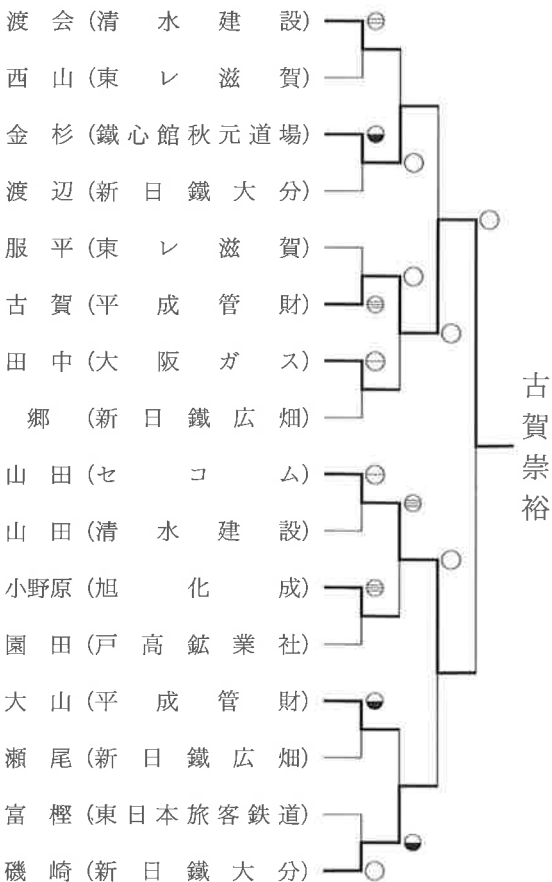 渡会(清水建設)
西山(東レ滋賀)
金杉(鐵心館秋元道場)
渡辺(新日鐵大分)
服平(東レ滋賀)
古賀(平成管財)
田中(大阪ガス)
郷(新日鐵広畑)
山田(セコム)
山田(清水建設)
小野原(旭化成)
園田(戸高鉱業社)
大山(平成管財)
瀬尾(新日鐵広畑)
富樫(東日本旅客鉄道)
磯崎(新日鐵大分)
古賀崇裕